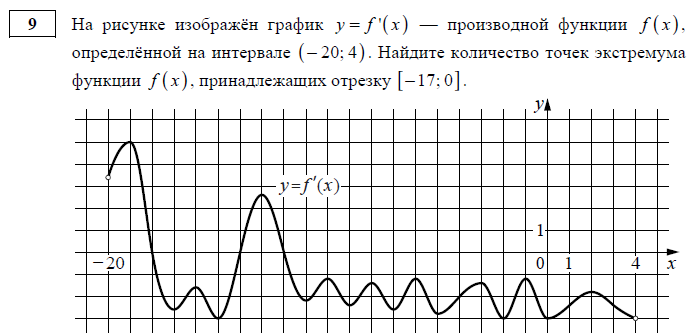 9 На рисунке изображён график y = f'(x) — производной функции f(x),
определённой на интервале (−20; 4). Найдите количество точек экстремума
функции f(x), принадлежащих отрезку [−17; 0].
y
y=f'(x)
1
−20 0 1 4 x